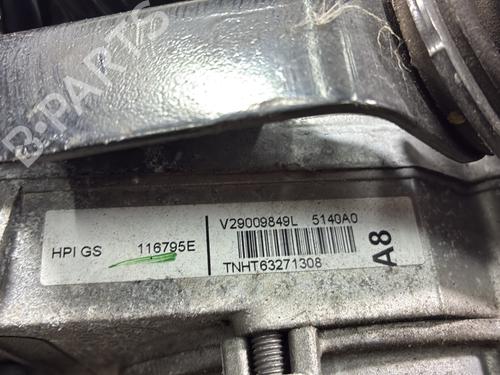 B-PARTS
V29009849L 5140A0
HPI GS 116795E
TNHT63271308
A8